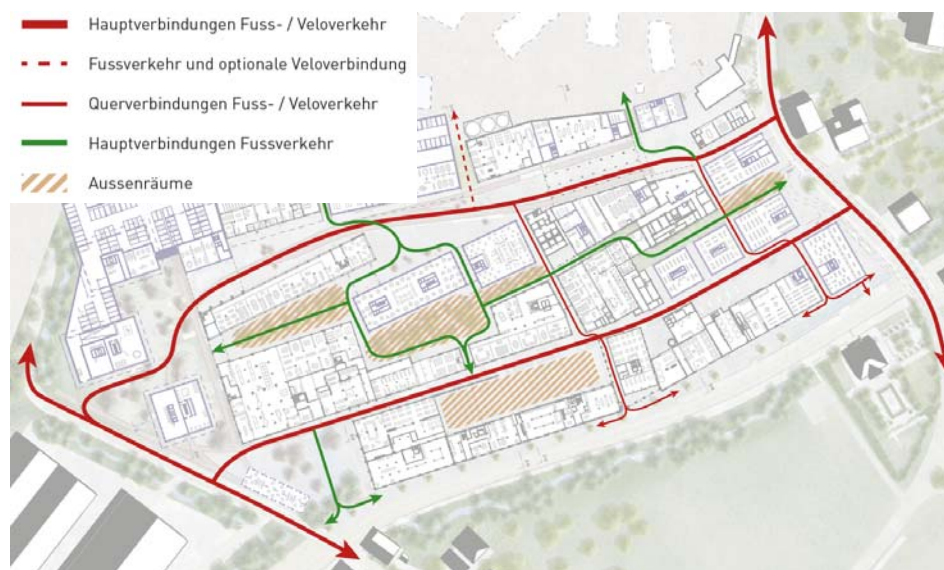 Hauptverbindungen Fuss- / Veloverkehr
Fussverkehr und optionale Veloverbindung
Querverbindungen Fuss- / Veloverkehr
Hauptverbindungen Fussverkehr
Aussenräume